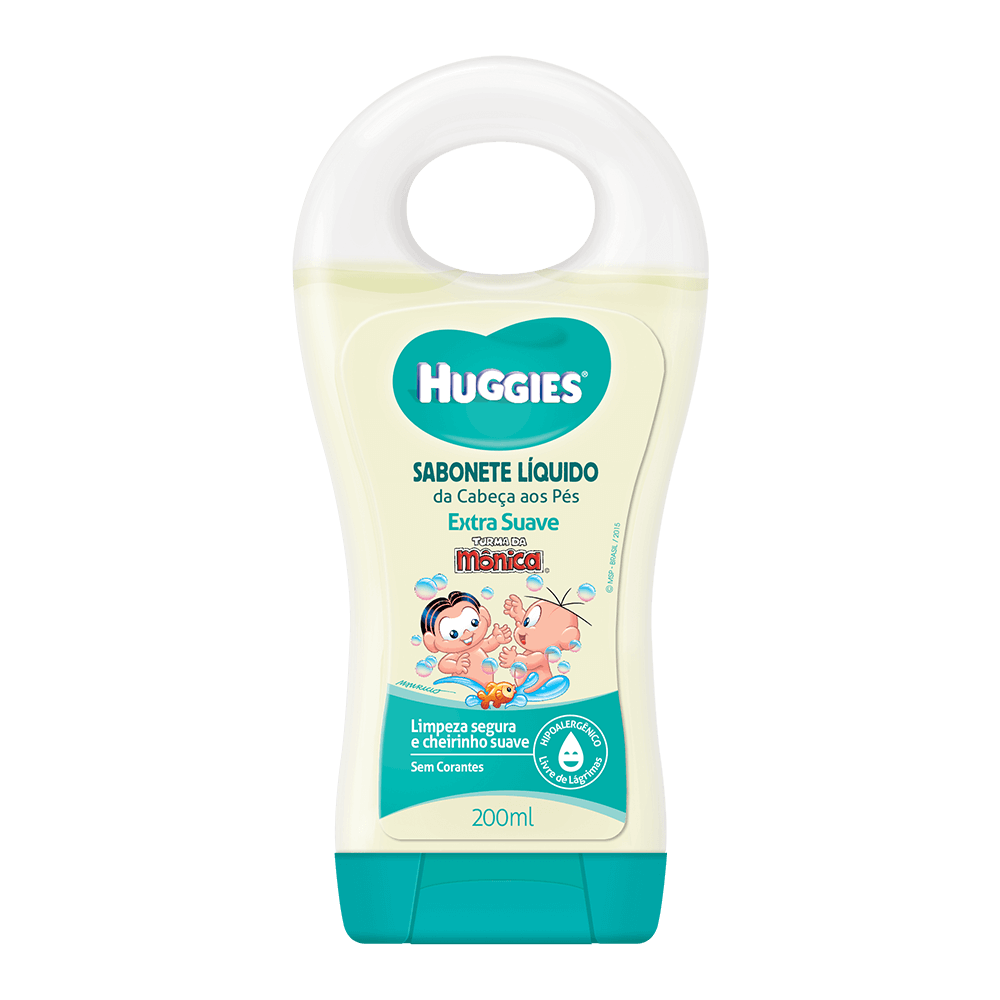 HUGGIES®
SABONETE LÍQUIDO
da Cabeça aos Pés
Extra Suave
TURMA DA
Mônica ©
© MSP - BRASIL / 2015
MAURICIO
Limpeza segura
e cheirinho suave
Sem Corantes
HIPOALERGÊNICO
Livre de Lágrimas
200ml